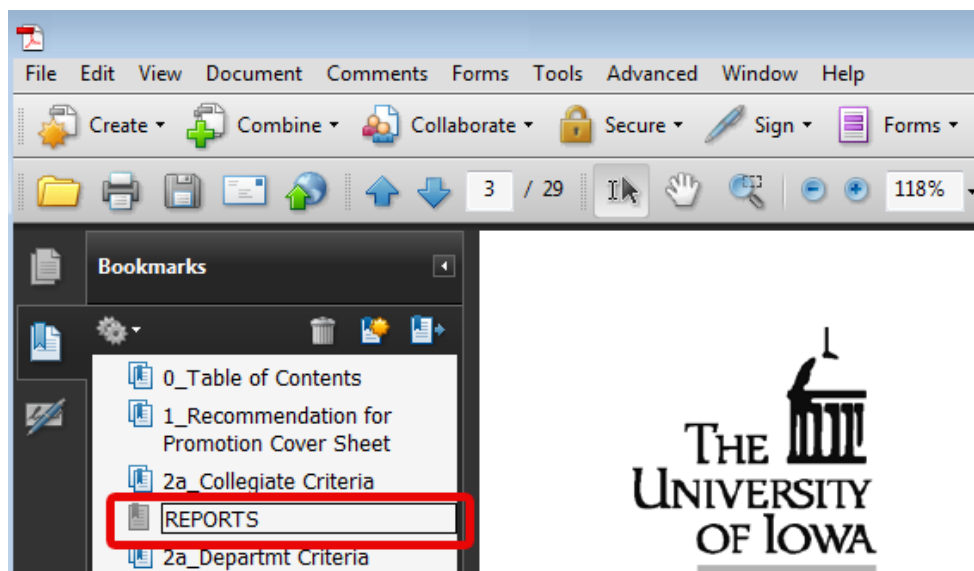 File Edit View Document Comments Forms Tools Advanced Window Help
Create Combine Collaborate Secure Sign Forms
3 / 29 118%
Bookmarks
0_Table of Contents
1_Recommendation for
Promotion Cover Sheet
2a_Collegiate Criteria
REPORTS
2a_Departmt Criteria
THE
UNIVERSITY
OF IOWA